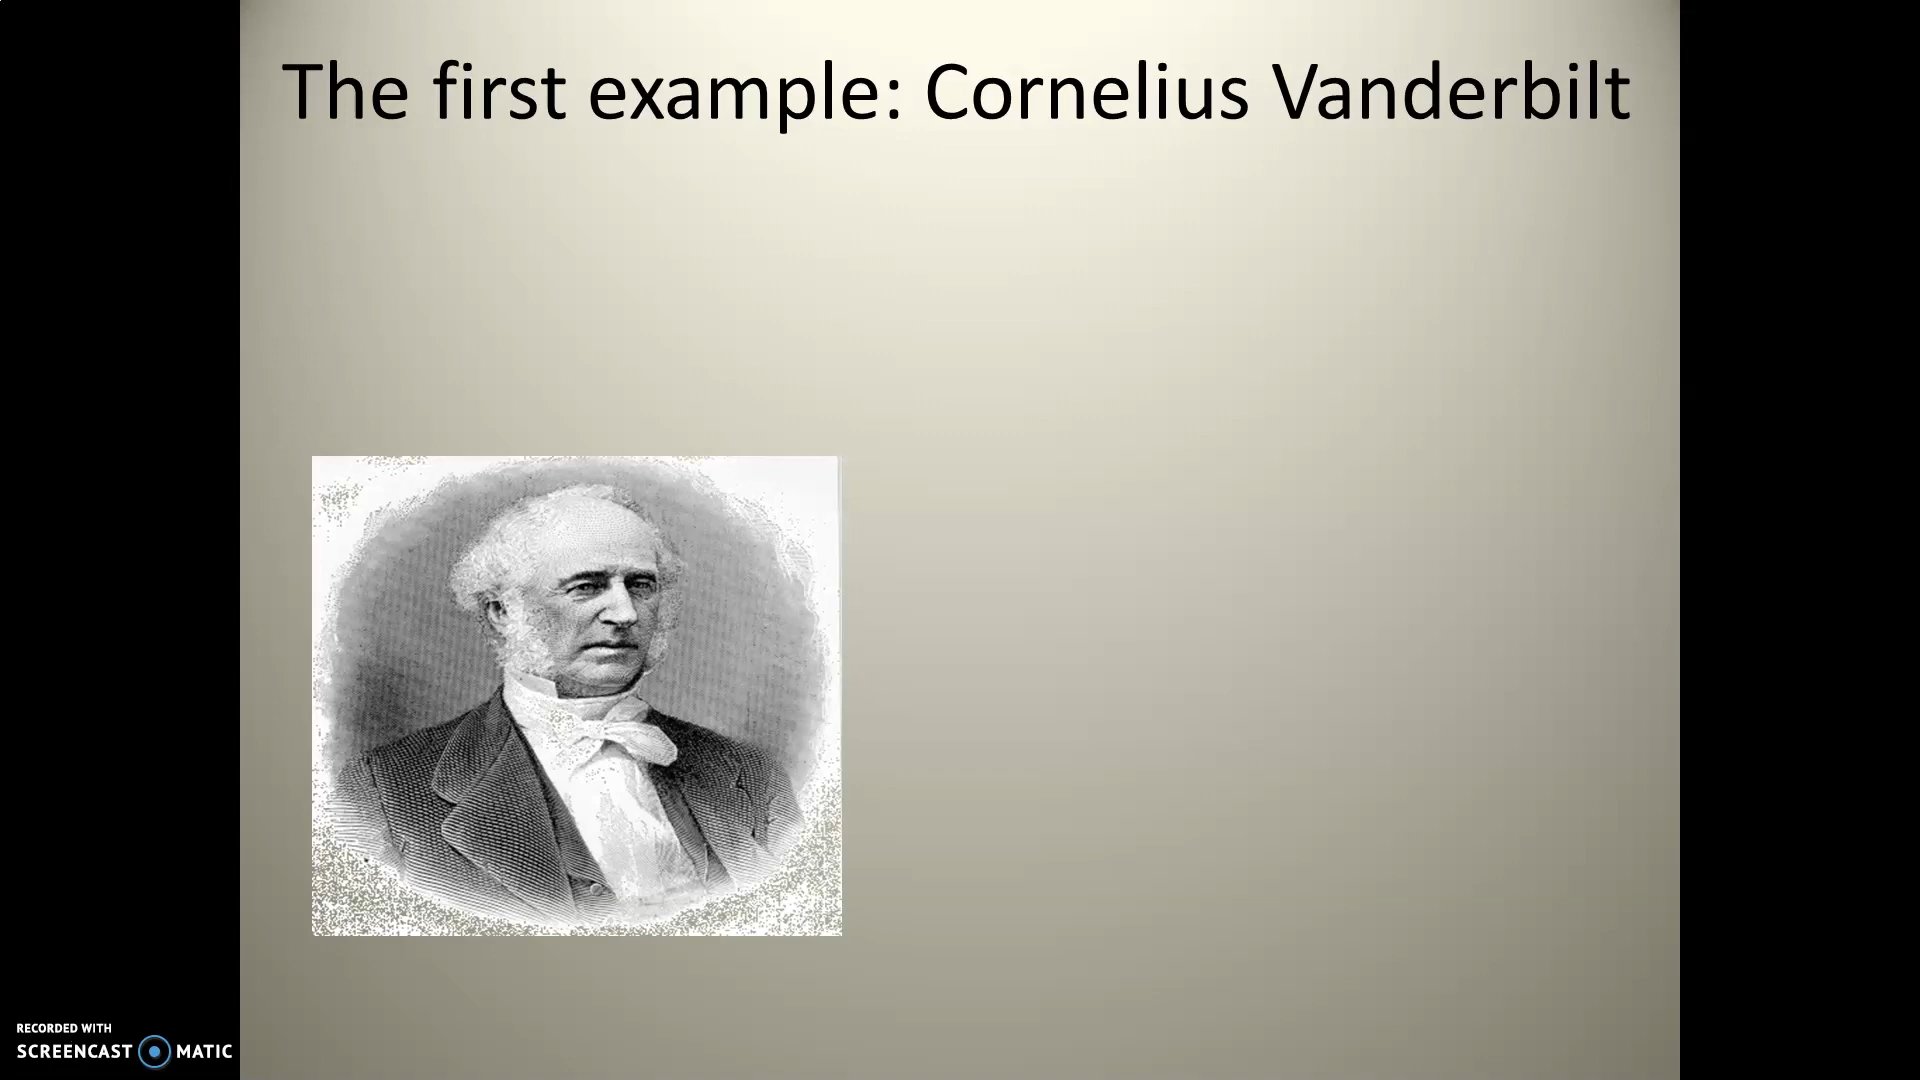 The first example: Cornelius Vanderbilt
RECORDED WITH
SCREENCAST MATIC